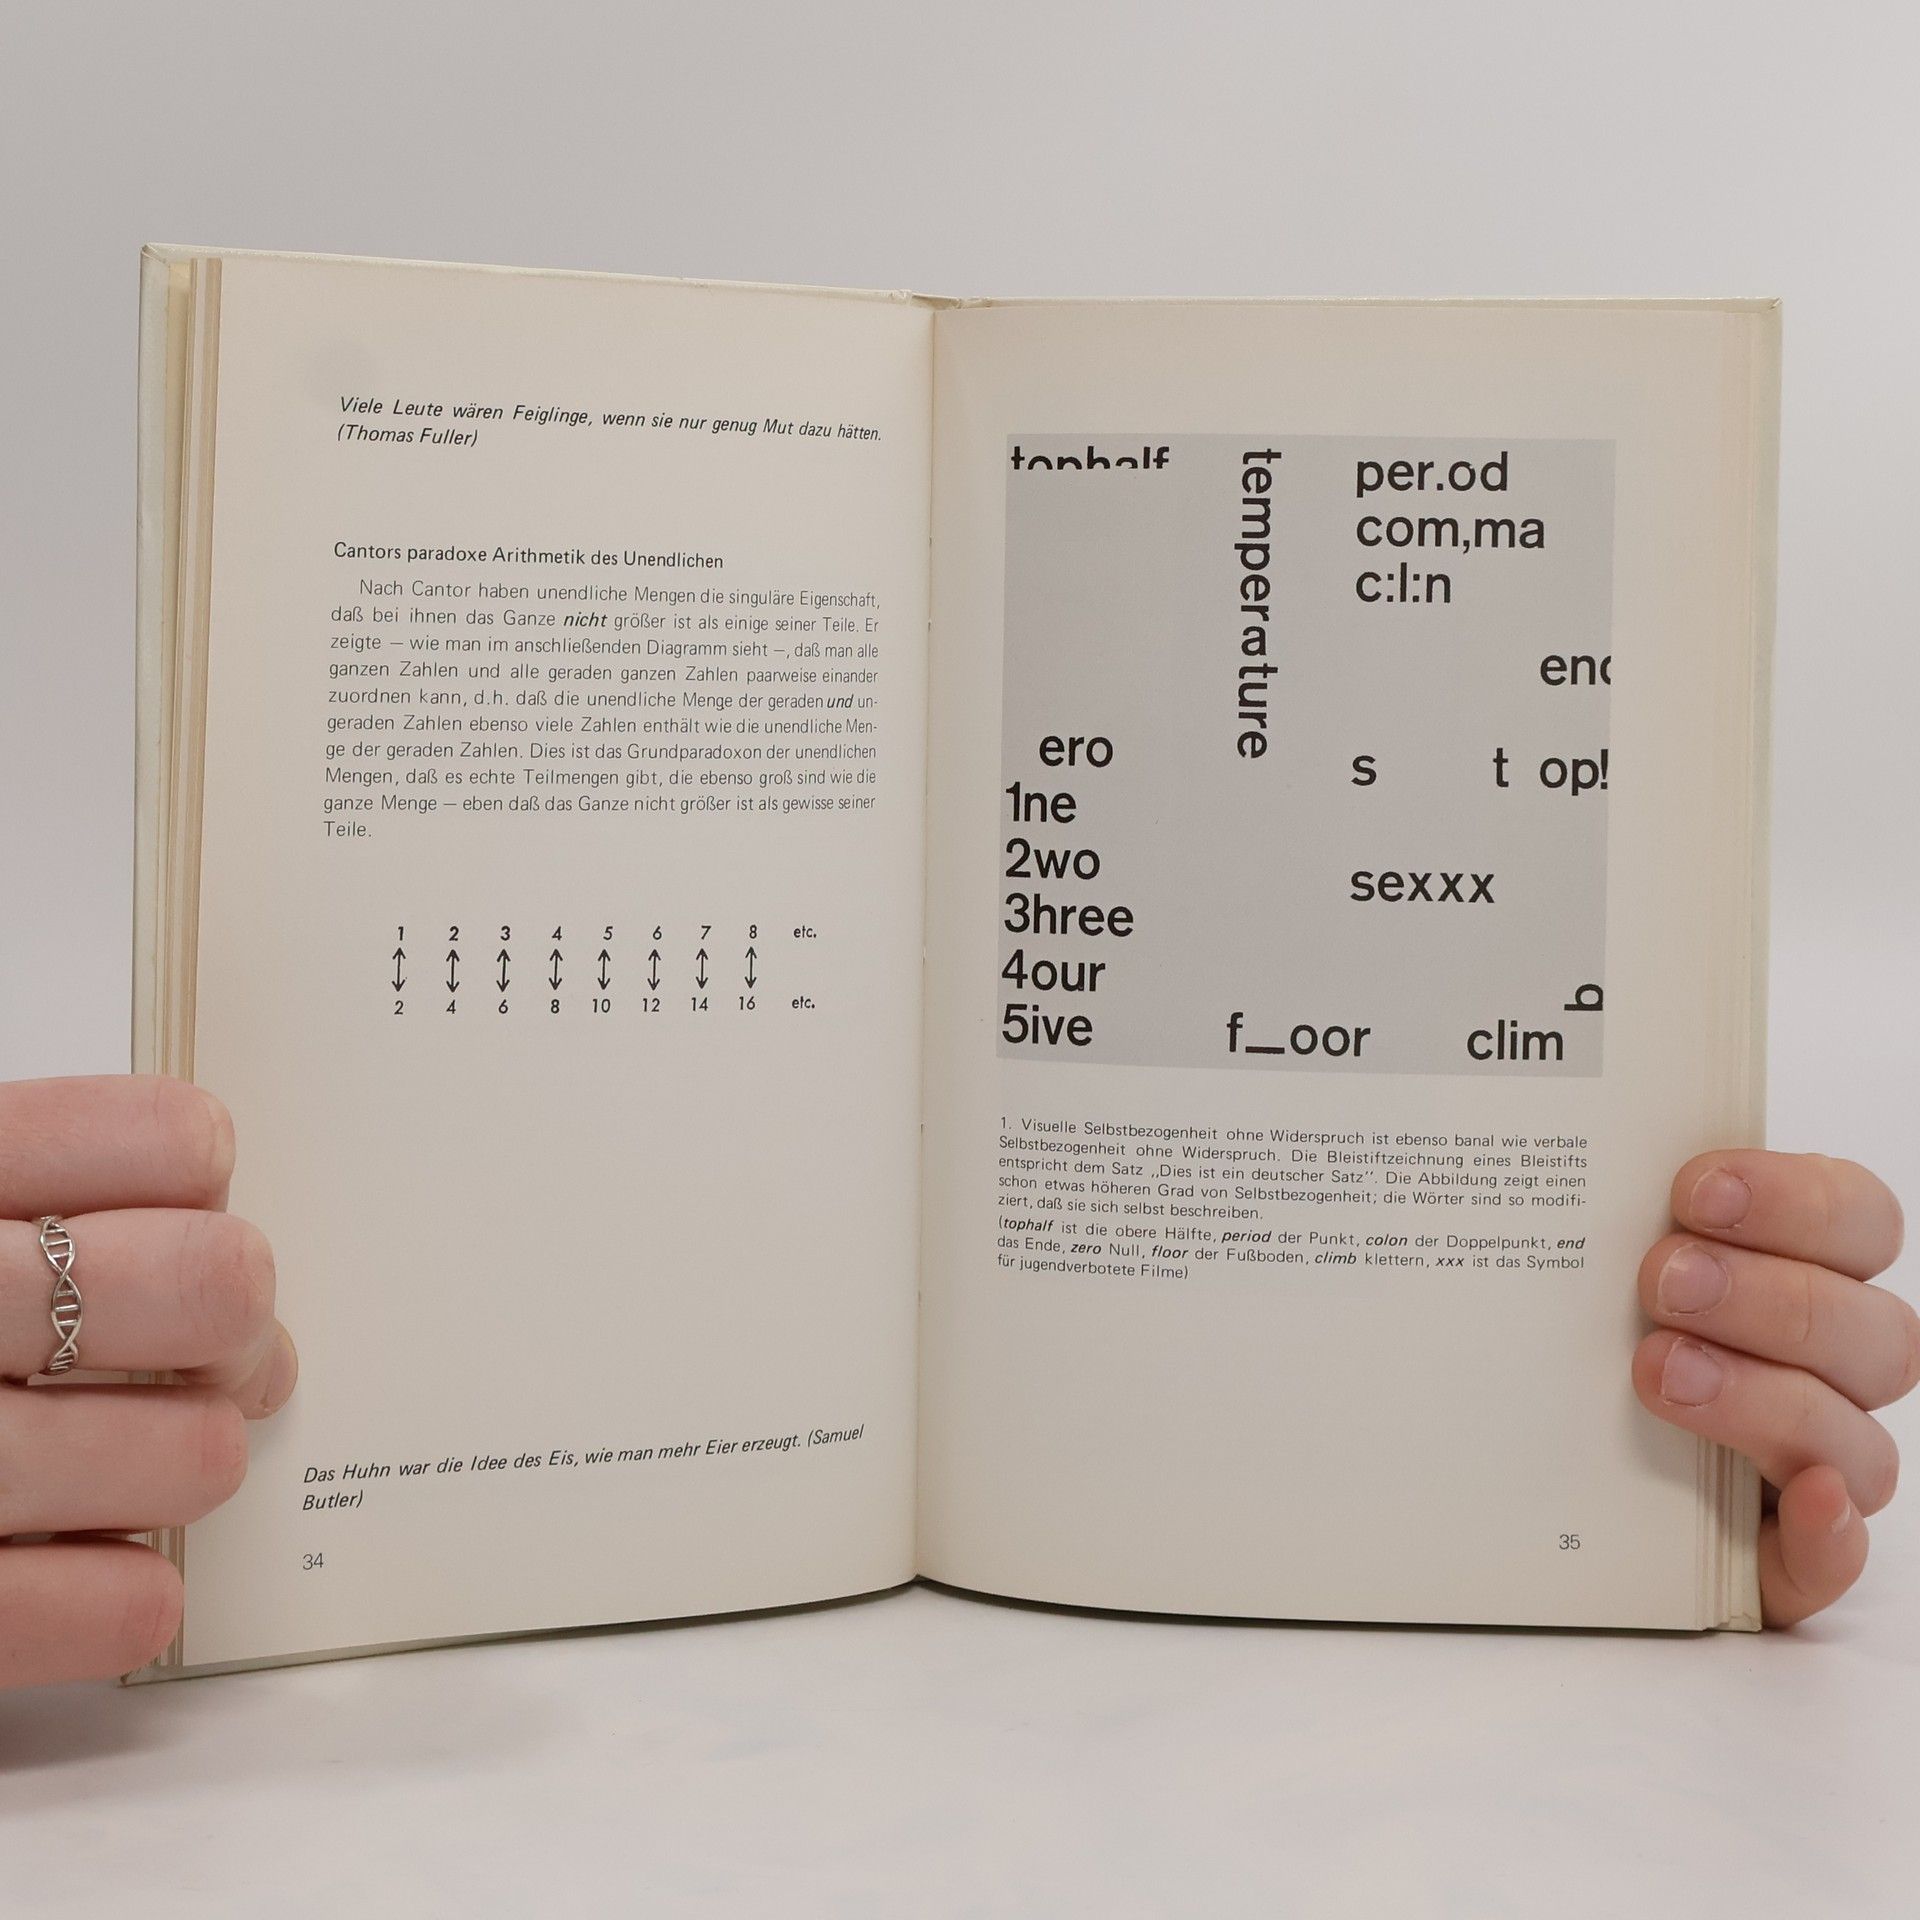 Viele Leute wären Feiglinge, wenn sie nur genug Mut dazu hätten.
(Thomas Fuller)
Cantors paradoxe Arithmetik des Unendlichen
Nach Cantor haben unendliche Mengen die singuläre Eigenschaft,
daß bei ihnen das Ganze nicht größer ist als einige seiner Teile. Er
zeigte — wie man im anschließenden Diagramm sieht —, daß man alle
ganzen Zahlen und alle geraden ganzen Zahlen paarweise einander
zuordnen kann, d.h. daß die unendliche Menge der geraden und un-
geraden Zahlen ebenso viele Zahlen enthält wie die unendliche Men-
ge der geraden Zahlen. Dies ist das Grundparadoxon der unendlichen
Mengen, daß es echte Teilmengen gibt, die ebenso groß sind wie die
ganze Menge — eben daß das Ganze nicht größer ist als gewisse seiner
Teile.
1 2 3 4 5 6 7 8 etc.
↕ ↕ ↕ ↕ ↕ ↕ ↕ ↕
2 4 6 8 10 12 14 16 etc.
Das Huhn war die Idee des Eis, wie man mehr Eier erzeugt. (Samuel
Butler)
34
tophalf
temperature
per.od
com,ma
c:l:n
end
ero
1ne
2wo
3hree
4our
5ive
s t op!
sexxx
f_oor
climb
1. Visuelle Selbstbezogenheit ohne Widerspruch ist ebenso banal wie verbale
Selbstbezogenheit ohne Widerspruch. Die Bleistiftzeichnung eines Bleistifts
entspricht dem Satz „Dies ist ein deutscher Satz". Die Abbildung zeigt einen
schon etwas höheren Grad von Selbstbezogenheit; die Wörter sind so modifi-
ziert, daß sie sich selbst beschreiben.
(tophalf ist die obere Hälfte, period der Punkt, colon der Doppelpunkt, end
das Ende, zero Null, floor der Fußboden, climb klettern, xxx ist das Symbol
für jugendverbotete Filme)
35